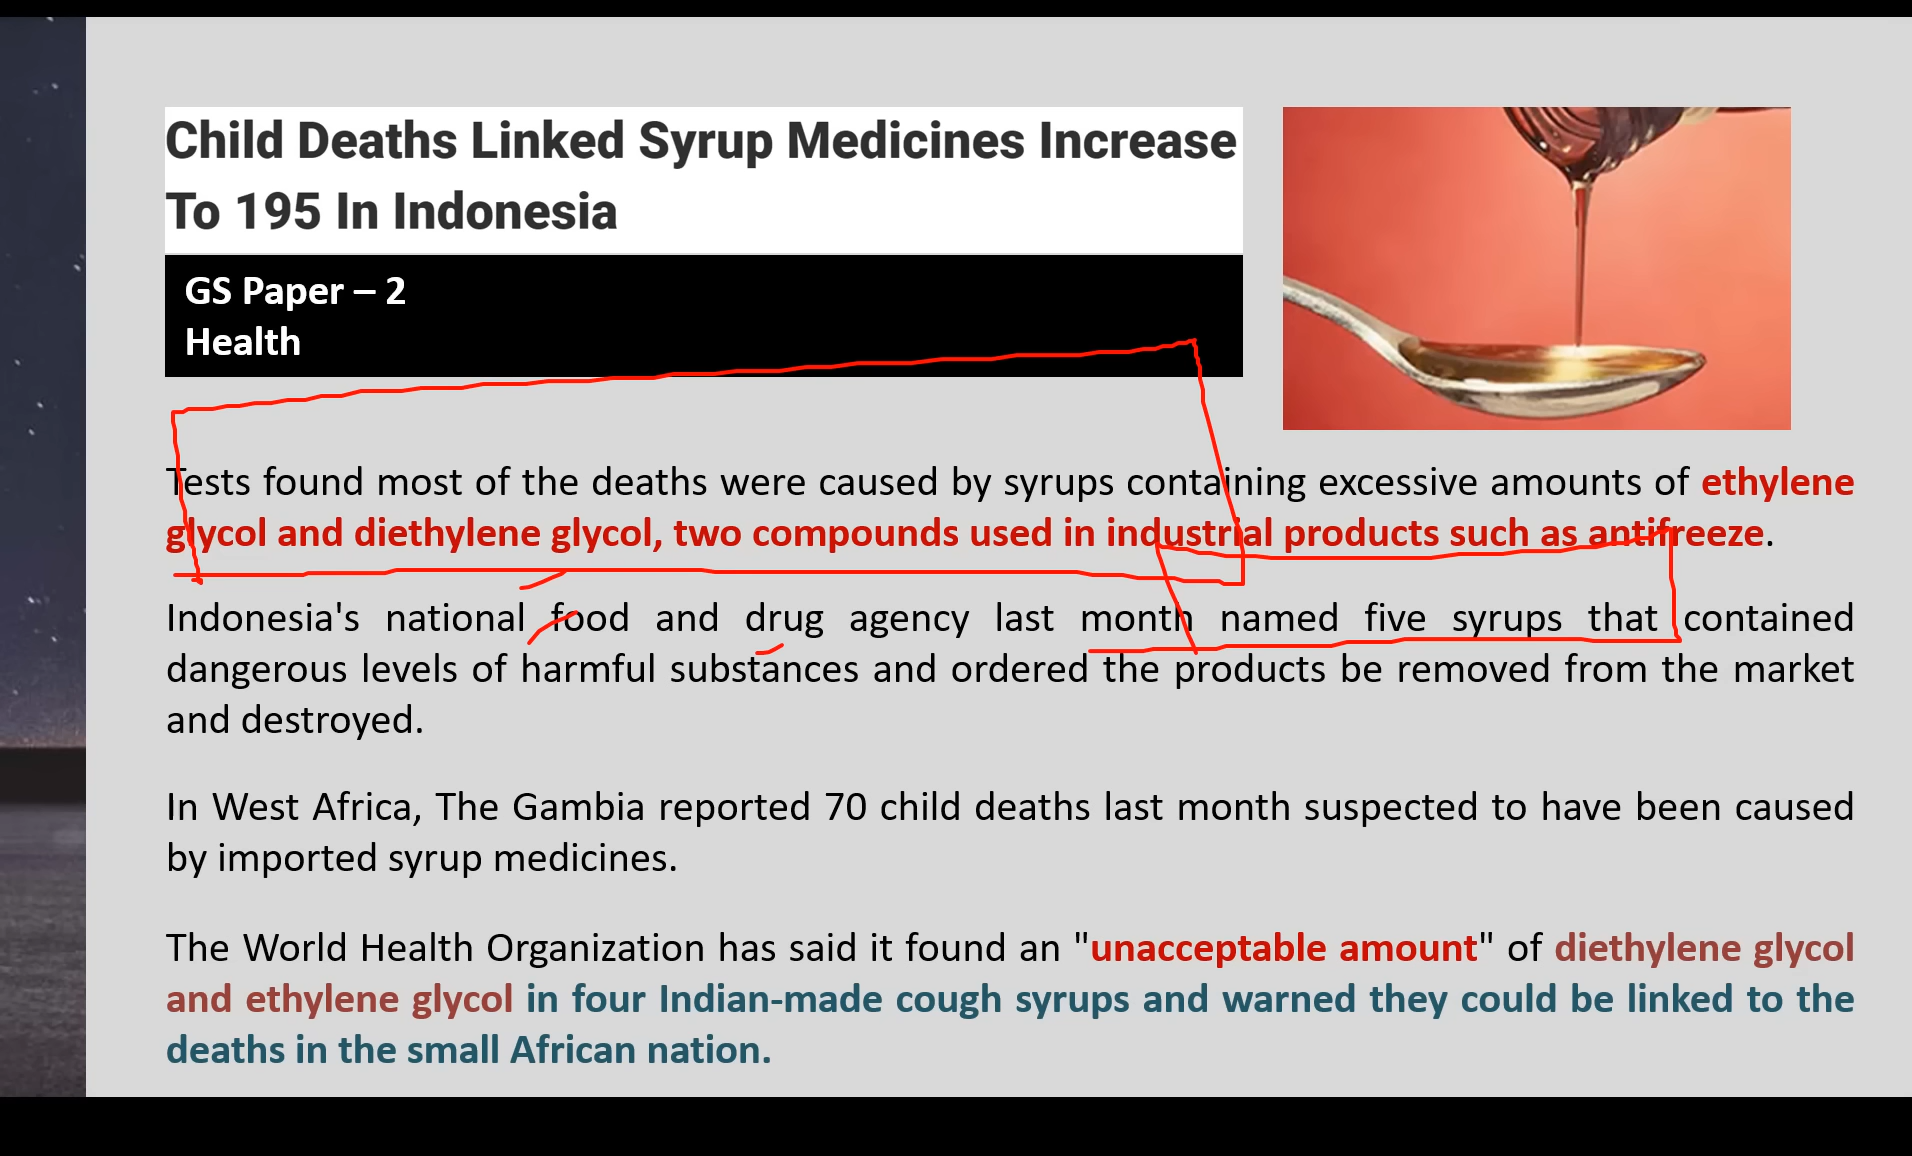 Child Deaths Linked Syrup Medicines Increase
To 195 In Indonesia
GS Paper – 2
Health
Tests found most of the deaths were caused by syrups containing excessive amounts of ethylene
glycol and diethylene glycol, two compounds used in industrial products such as antifreeze.
Indonesia's national food and drug agency last month named five syrups that contained
dangerous levels of harmful substances and ordered the products be removed from the market
and destroyed.
In West Africa, The Gambia reported 70 child deaths last month suspected to have been caused
by imported syrup medicines.
The World Health Organization has said it found an "unacceptable amount" of diethylene glycol
and ethylene glycol in four Indian-made cough syrups and warned they could be linked to the
deaths in the small African nation.